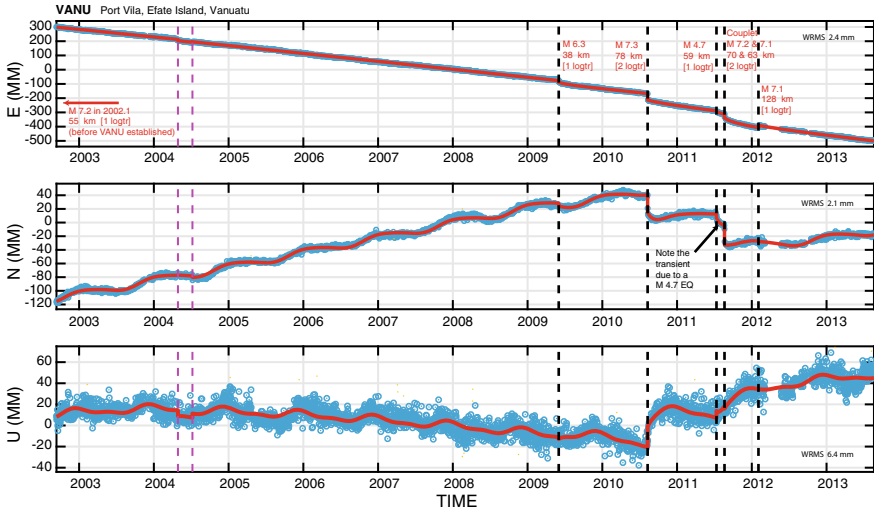 VANU Port Vila, Efate Island, Vanuatu
300
200
100
0
-100
-200
-300
-400
-500
E (MM)
WRMS 2.4 mm
M 7.2 in 2002.1
55 km [1 logtr]
(before VANU established)
M 6.3
38 km
[1 logtr]
M 7.3
78 km
[2 logtr]
M 4.7
59 km
[1 logtr]
Couplet
M 7.2 & 7.1
70 & 63 km
[2 logtr]
M 7.1
128 km
[1 logtr]
2003 2004 2005 2006 2007 2008 2009 2010 2011 2012 2013
40
20
0
-20
-40
-60
-80
-100
-120
N (MM)
WRMS 2.1 mm
Note the
transient
due to a
M 4.7 EQ
2003 2004 2005 2006 2007 2008 2009 2010 2011 2012 2013
60
40
20
0
-20
-40
U (MM)
WRMS 6.4 mm
2003 2004 2005 2006 2007 2008 2009 2010 2011 2012 2013
TIME